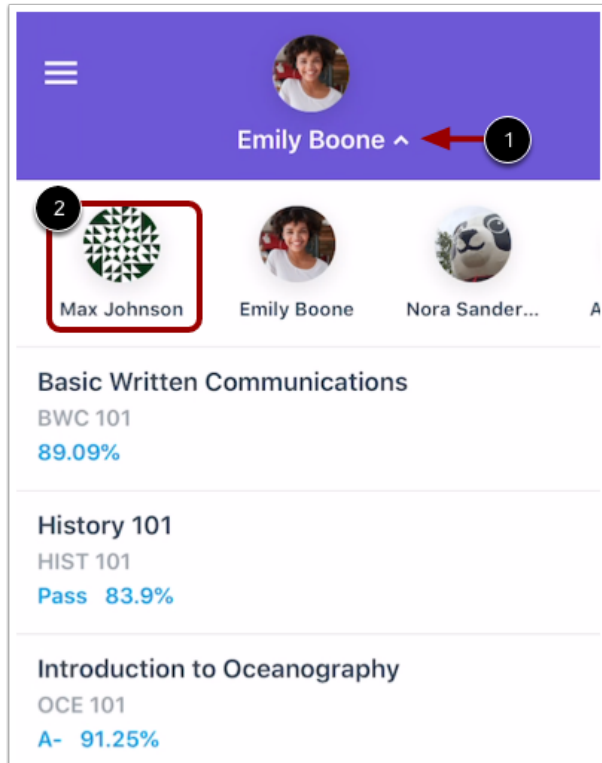 Emily Boone
1
2
Max Johnson Emily Boone Nora Sander... A
Basic Written Communications
BWC 101
89.09%
History 101
HIST 101
Pass 83.9%
Introduction to Oceanography
OCE 101
A- 91.25%